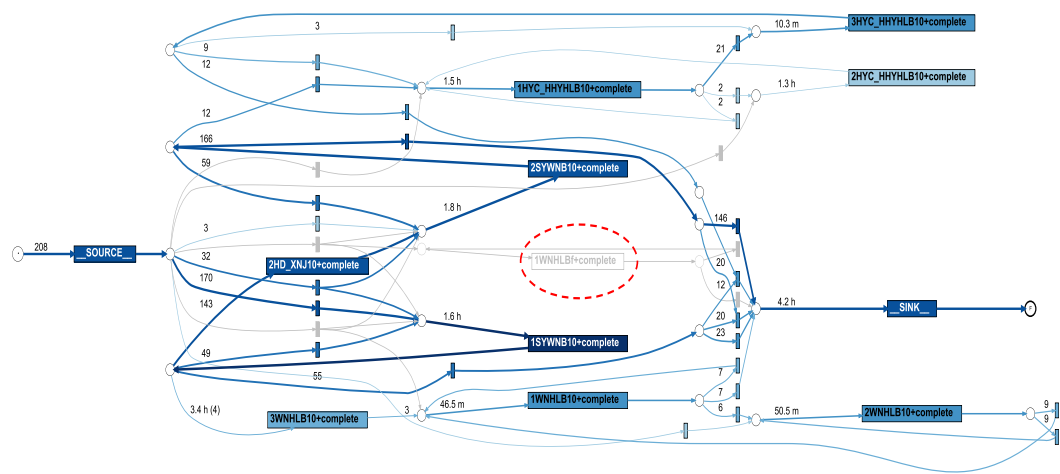 3
10.3 m
3HYC_HHYHLB10+complete
9
12
21
1.5 h
1HYC_HHYHLB10+complete
2
2
1.3 h
2HYC_HHYHLB10+complete
12
166
59
2SYWNB10+complete
1.8 h
3
146
208
__SOURCE__
32
2HD_XNJ10+complete
1WNHLBf+complete
20
170
12
143
4.2 h
__SINK__
1.6 h
20
23
1SYWNB10+complete
49
55
7
7
3.4 h (4)
3WNHLB10+complete
3
46.5 m
1WNHLB10+complete
6
50.5 m
2WNHLB10+complete
9
9